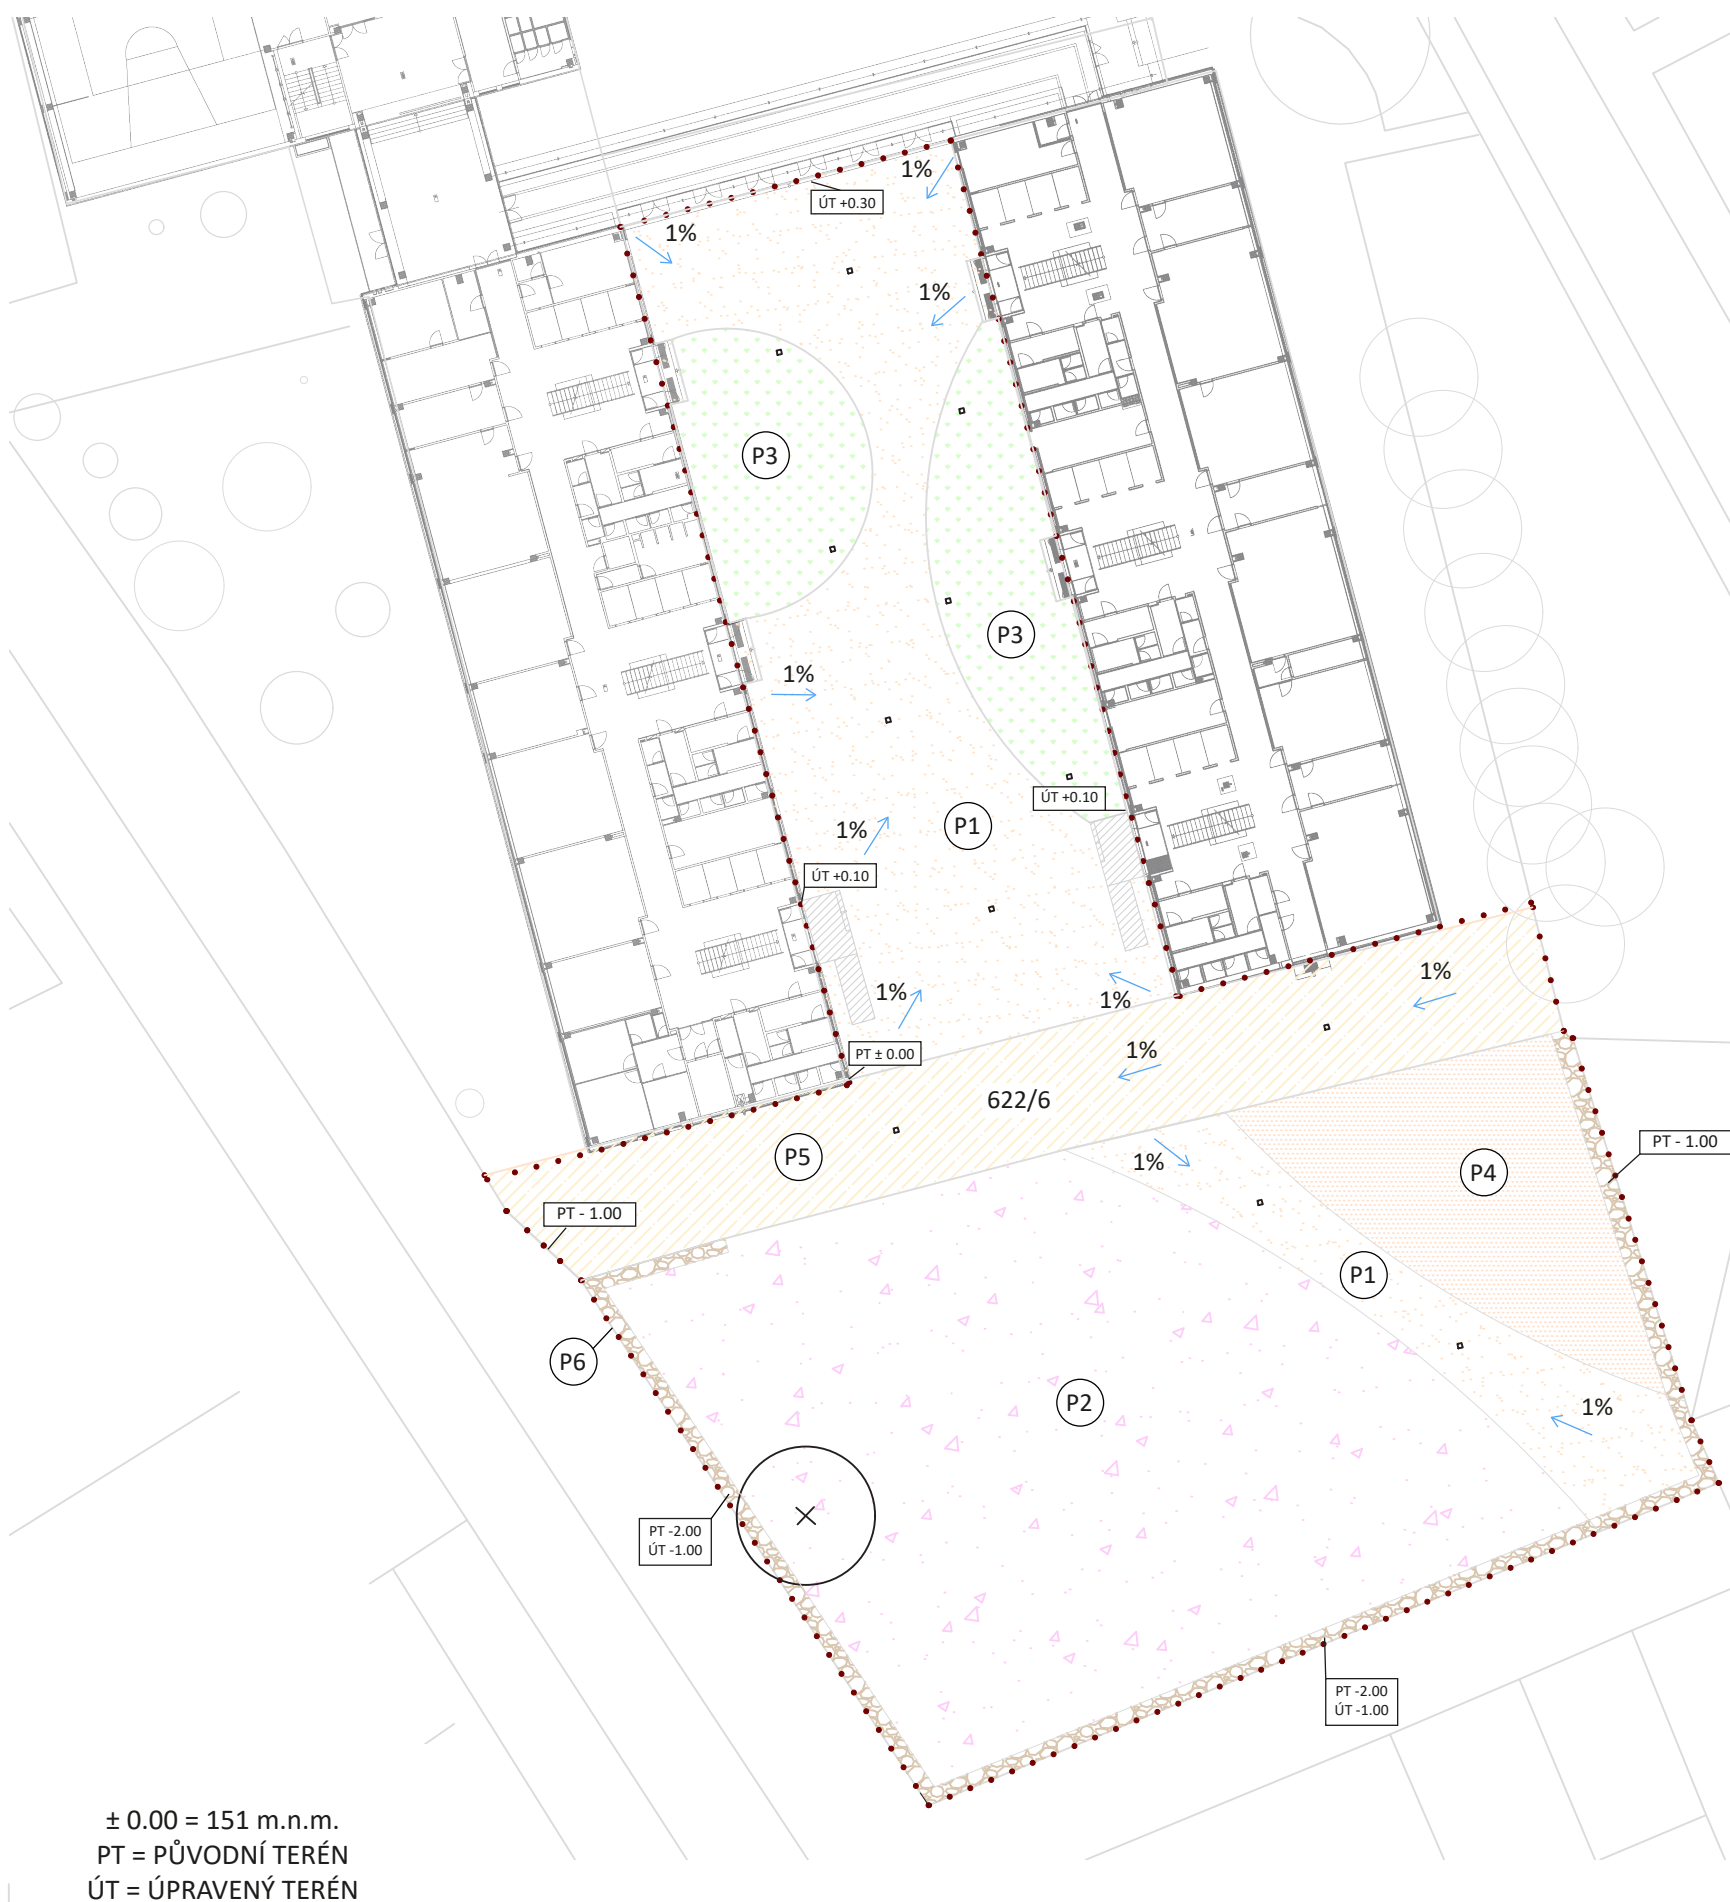 1%
ÚT +0.30
1%
1%
P3
P3
1%
ÚT +0.10
P1
1%
ÚT +0.10
1%
1%
1%
PT ± 0.00
1%
622/6
P5
1%
PT - 1.00
P4
PT - 1.00
P1
P6
P2
1%
PT -2.00
ÚT -1.00
PT -2.00
ÚT -1.00
± 0.00 = 151 m.n.m.
PT = PŮVODNÍ TERÉN
ÚT = ÚPRAVENÝ TERÉN